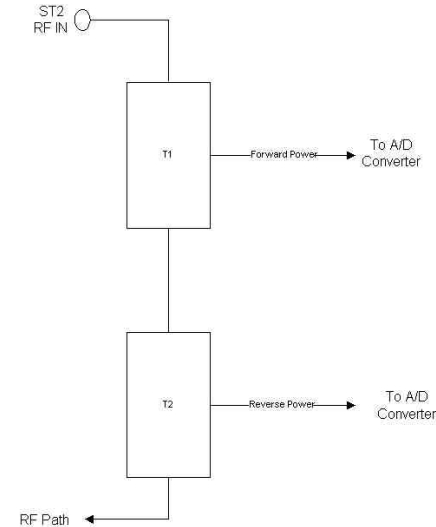 ST2
RF IN
T1
Forward Power
To A/D
Converter
T2
Reverse Power
To A/D
Converter
RF Path